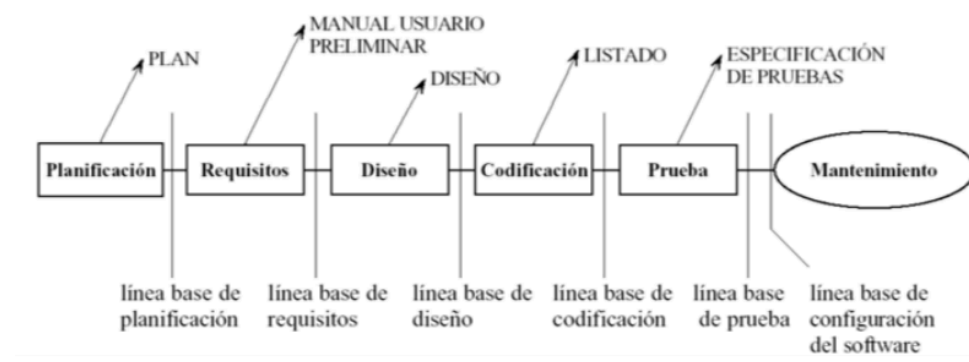 PLAN
MANUAL USUARIO
PRELIMINAR
DISEÑO
LISTADO
ESPECIFICACIÓN
DE PRUEBAS
Planificación
Requisitos
Diseño
Codificación
Prueba
Mantenimiento
línea base de
planificación
línea base de
requisitos
línea base de
diseño
línea base de
codificación
línea base
de prueba
línea base de
configuración
del software